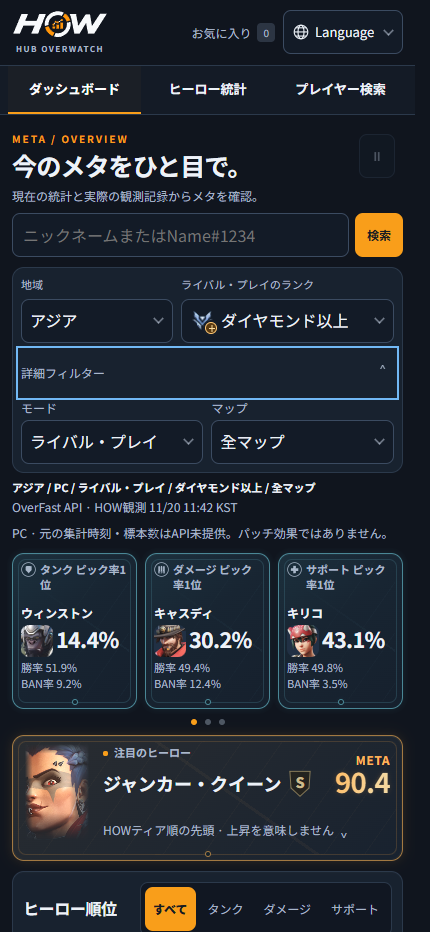 HOW
HUB OVERWATCH
お気に入り 0
Language
ダッシュボード ヒーロー統計 プレイヤー検索
META / OVERVIEW
今のメタをひと目で。
現在の統計と実際の観測記録からメタを確認。
ニックネームまたはName#1234
検索
地域 ライバル・プレイのランク
アジア ダイヤモンド以上
詳細フィルター
モード マップ
ライバル・プレイ 全マップ
アジア / PC / ライバル・プレイ / ダイヤモンド以上 / 全マップ
OverFast API · HOW観測 11/20 11:42 KST
PC · 元の集計時刻・標本数はAPI未提供。パッチ効果ではありません。
タンク ピック率1
位
ウィンストン
14.4%
勝率 51.9%
BAN率 9.2%
ダメージ ピック
率1位
キャスディ
30.2%
勝率 49.4%
BAN率 12.4%
サポート ピック
率1位
キリコ
43.1%
勝率 49.8%
BAN率 3.5%
注目のヒーロー
ジャンカー・クイーン S
META
90.4
HOWティア順の先頭・上昇を意味しません
ヒーロー順位
すべて タンク ダメージ サポート